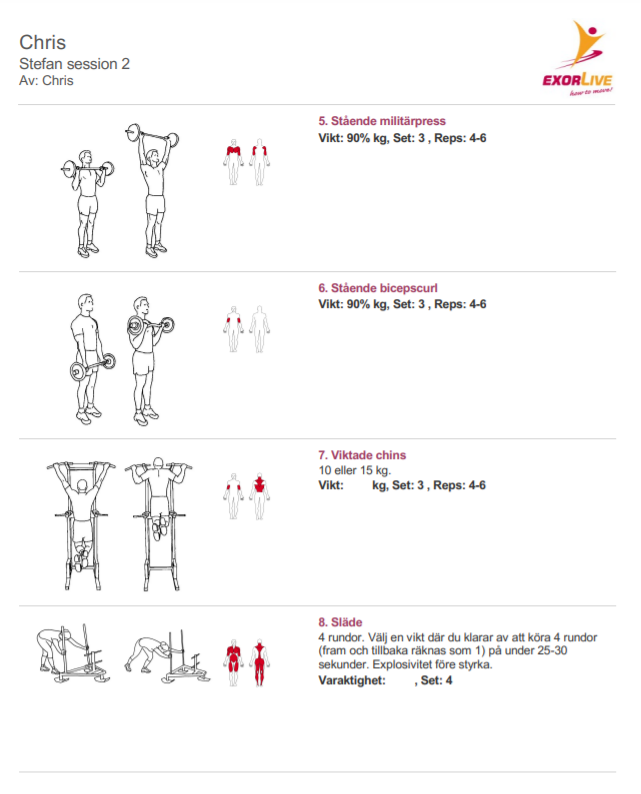 Chris
Stefan session 2
Av: Chris
EXORLIVE
how to move!
5. Stående militärpress
Vikt: 90% kg, Set: 3 , Reps: 4-6
6. Stående bicepscurl
Vikt: 90% kg, Set: 3 , Reps: 4-6
7. Viktade chins
10 eller 15 kg.
Vikt: kg, Set: 3 , Reps: 4-6
8. Släde
4 rundor. Välj en vikt där du klarar av att köra 4 rundor
(fram och tillbaka räknas som 1) på under 25-30
sekunder. Explosivitet före styrka.
Varaktighet: , Set: 4